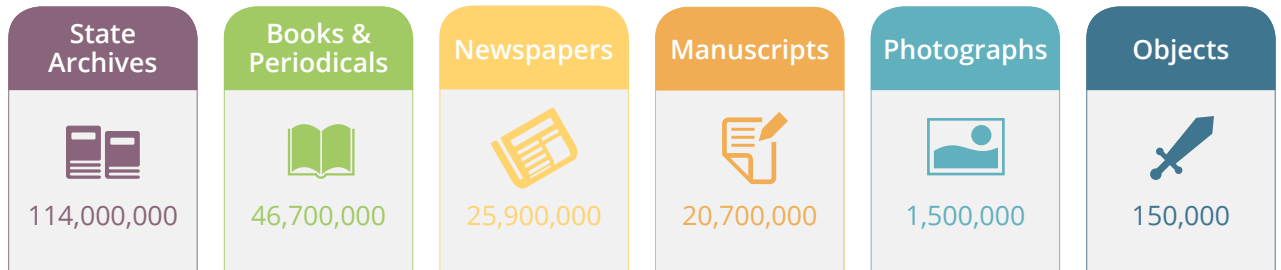 State
Archives
114,000,000
Books &
Periodicals
46,700,000
Newspapers
25,900,000
Manuscripts
20,700,000
Photographs
1,500,000
Objects
150,000